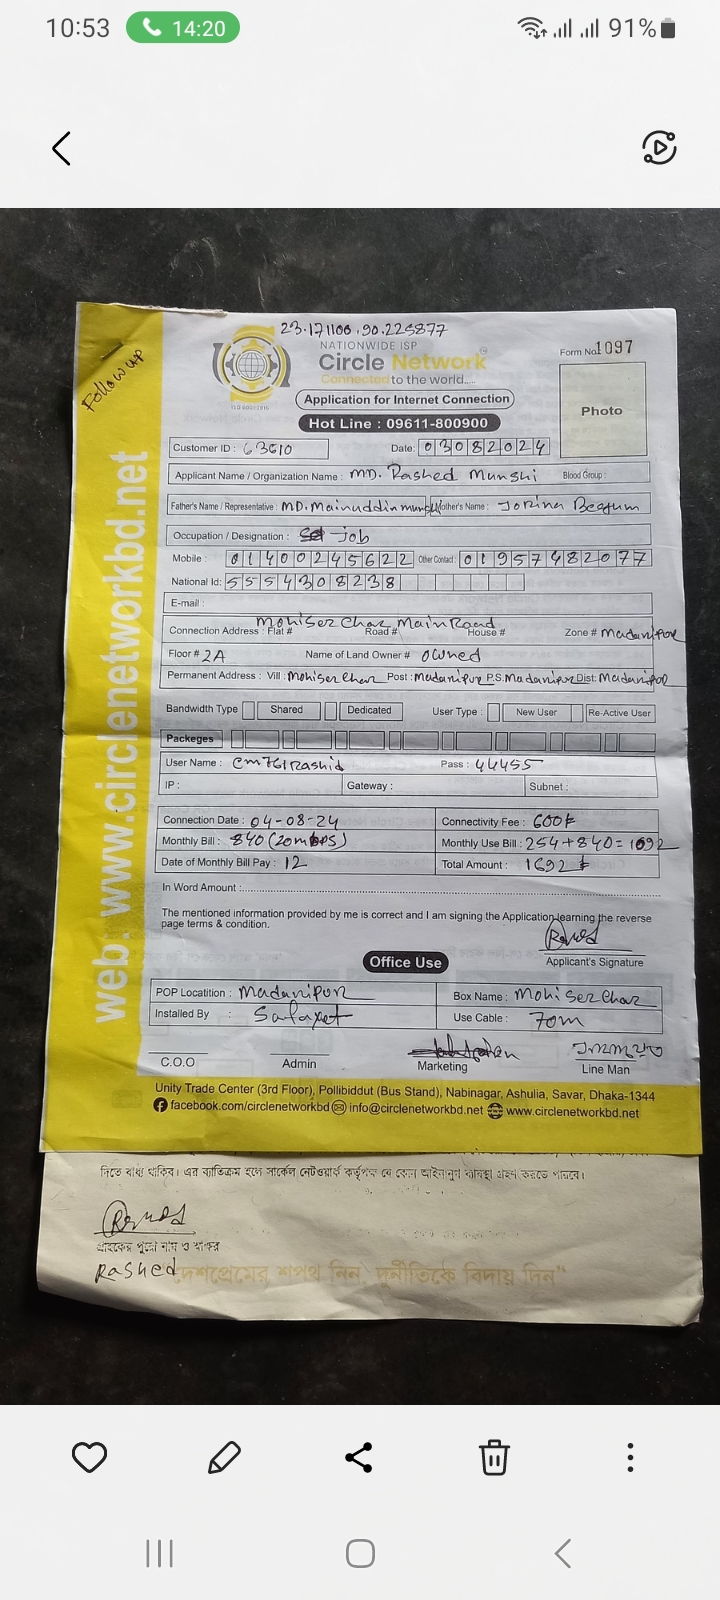 10:53 14:20 91%
23.171100,90.225877
NATIONWIDE ISP
Circle Network
Connected to the world.....
Follow up
Form No. 1097
Application for Internet Connection
Photo
Hot Line : 09611-800900
Customer ID : 63610 Date: 03082024
Applicant Name / Organization Name : MD. Rashed Munshi Blood Group :
Father's Name / Representative : MD. Mainuddin munshi Mother's Name : Jorina Begum
Occupation / Designation : job
Mobile : 01400245622 Other Contact : 01957482077
National Id: 5554308238
E-mail :
Mohiser Char Main Raod
Connection Address : Flat # Road # House # Zone # Madanipur
Floor # 2A Name of Land Owner # owned
Permanent Address : Vill : Mohiser Char Post : Madaripur P.S. Madaripur Dist: Madaripor
Bandwidth Type Shared Dedicated User Type : New User Re-Active User
Packeges
User Name : cm761rashid Pass : 44455
IP : Gateway : Subnet :
Connection Date : 04-08-24 Connectivity Fee : 600৳
Monthly Bill : 840 (20mbps) Monthly Use Bill : 254+840= 1692
Date of Monthly Bill Pay : 12 Total Amount : 1692 ৳
In Word Amount :
The mentioned information provided by me is correct and I am signing the Application learning the reverse
page terms & condition.
Applicant's Signature
Office Use
POP Locatition : Madaripur Box Name : Mohiser Char
Installed By : Safayet Use Cable : 70m
C.O.O Admin Marketing Line Man
Unity Trade Center (3rd Floor), Pollibiddut (Bus Stand), Nabinagar, Ashulia, Savar, Dhaka-1344
facebook.com/circlenetworkbd info@circlenetworkbd.net www.circlenetworkbd.net
web : www.circlenetworkbd.net
দিতে বাধ্য থাকিব। এর ব্যতিক্রম হলে সার্কেল নেটওয়ার্ক কর্তৃপক্ষ যে কোন আইনানুগ ব্যবস্থা গ্রহণ করতে পারবে।
গ্রাহকের পুরো নাম ও স্বাক্ষর
Rashed
"দেশপ্রেমের শপথ নিন, দুর্নীতিকে বিদায় দিন"